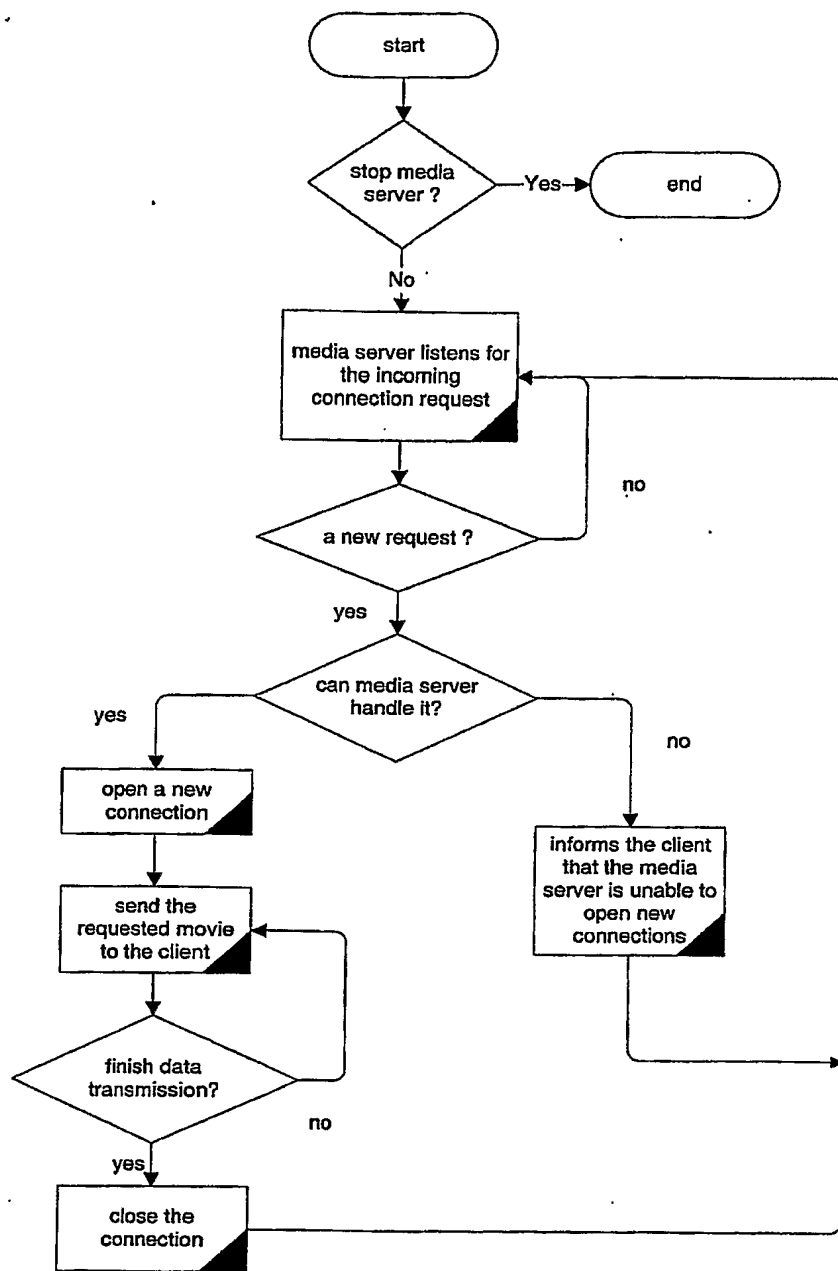 start
stop media
server ?
Yes
end
No
media server listens for
the incoming
connection request
no
a new request ?
yes
can media server
handle it?
yes
no
open a new
connection
informs the client
that the media
server is unable to
open new
connections
send the
requested movie
to the client
finish data
transmission?
no
yes
close the
connection